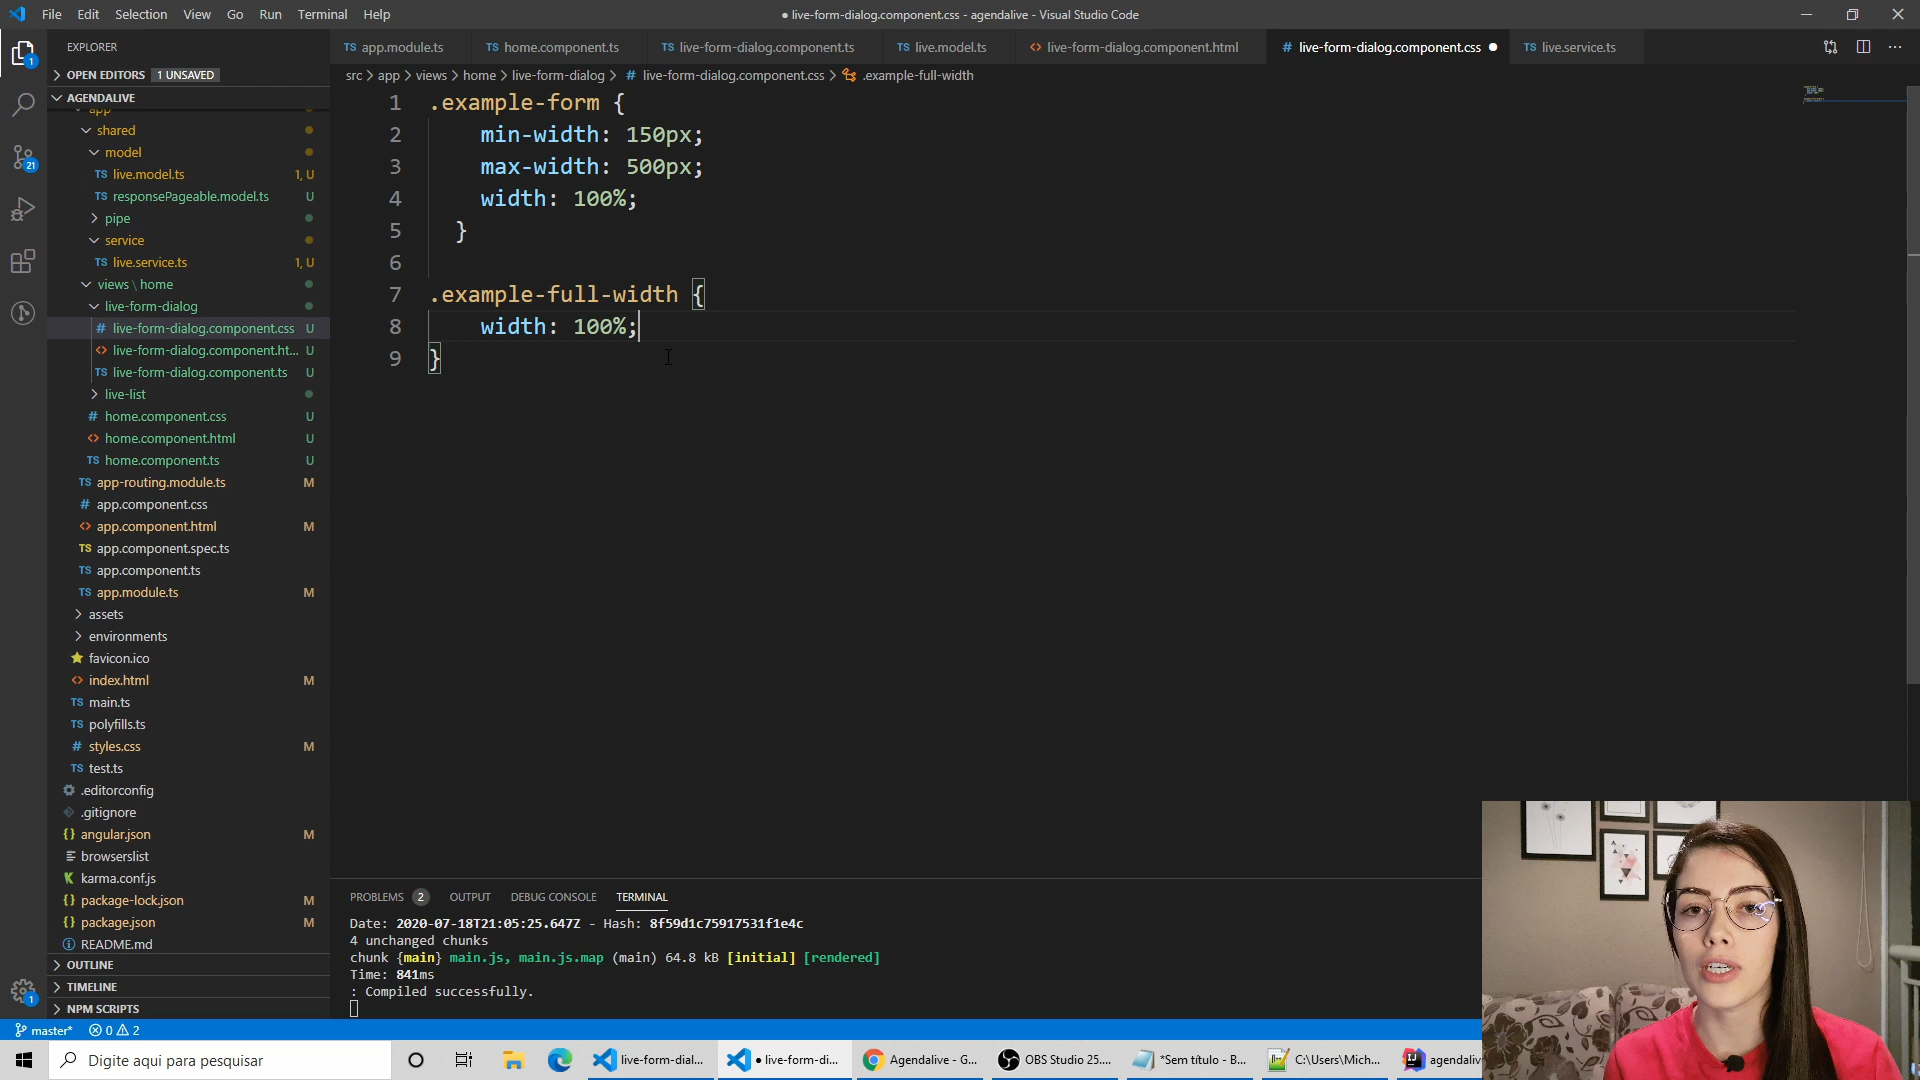 File Edit Selection View Go Run Terminal Help
● live-form-dialog.component.css - agendalive - Visual Studio Code
EXPLORER
OPEN EDITORS 1 UNSAVED
AGENDALIVE
app
shared
model
TS live.model.ts 1, U
TS responsePageable.model.ts U
pipe
service
TS live.service.ts 1, U
views \ home
live-form-dialog
# live-form-dialog.component.css U
<> live-form-dialog.component.ht... U
TS live-form-dialog.component.ts U
live-list
# home.component.css U
<> home.component.html U
TS home.component.ts U
TS app-routing.module.ts M
# app.component.css
<> app.component.html M
TS app.component.spec.ts
TS app.component.ts
TS app.module.ts M
assets
environments
favicon.ico
<> index.html M
TS main.ts
TS polyfills.ts
# styles.css M
TS test.ts
.editorconfig
.gitignore
{} angular.json M
browserslist
karma.conf.js
{} package-lock.json M
{} package.json M
README.md
OUTLINE
TIMELINE
NPM SCRIPTS
TS app.module.ts TS home.component.ts TS live-form-dialog.component.ts TS live.model.ts <> live-form-dialog.component.html # live-form-dialog.component.css ● TS live.service.ts
src > app > views > home > live-form-dialog > # live-form-dialog.component.css > .example-full-width
1 .example-form {
2 min-width: 150px;
3 max-width: 500px;
4 width: 100%;
5 }
6
7 .example-full-width {
8 width: 100%;
9 }
PROBLEMS 2 OUTPUT DEBUG CONSOLE TERMINAL
Date: 2020-07-18T21:05:25.647Z - Hash: 8f59d1c75917531f1e4c
4 unchanged chunks
chunk {main} main.js, main.js.map (main) 64.8 kB [initial] [rendered]
Time: 841ms
: Compiled successfully.
1
21
1
master* 0 2
Digite aqui para pesquisar
live-form-dial... ● live-form-di... Agendalive - G... OBS Studio 25.... *Sem título - B... C:\Users\Mich... agendaliv